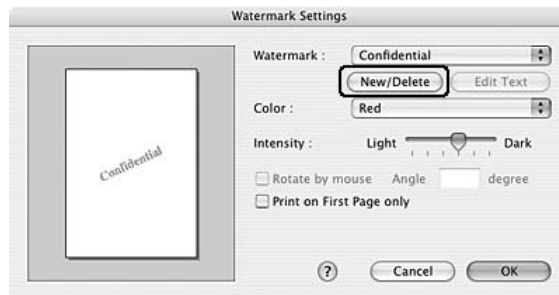 Watermark Settings
Watermark : Confidential
New/Delete Edit Text
Color : Red
Intensity : Light Dark
Confidential
Rotate by mouse Angle degree
Print on First Page only
? Cancel OK